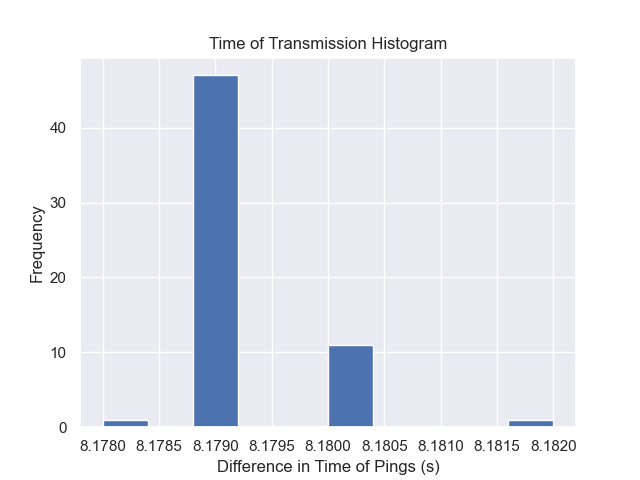 Time of Transmission Histogram
Frequency
40
30
20
10
0
8.1780 8.1785 8.1790 8.1795 8.1800 8.1805 8.1810 8.1815 8.1820
Difference in Time of Pings (s)